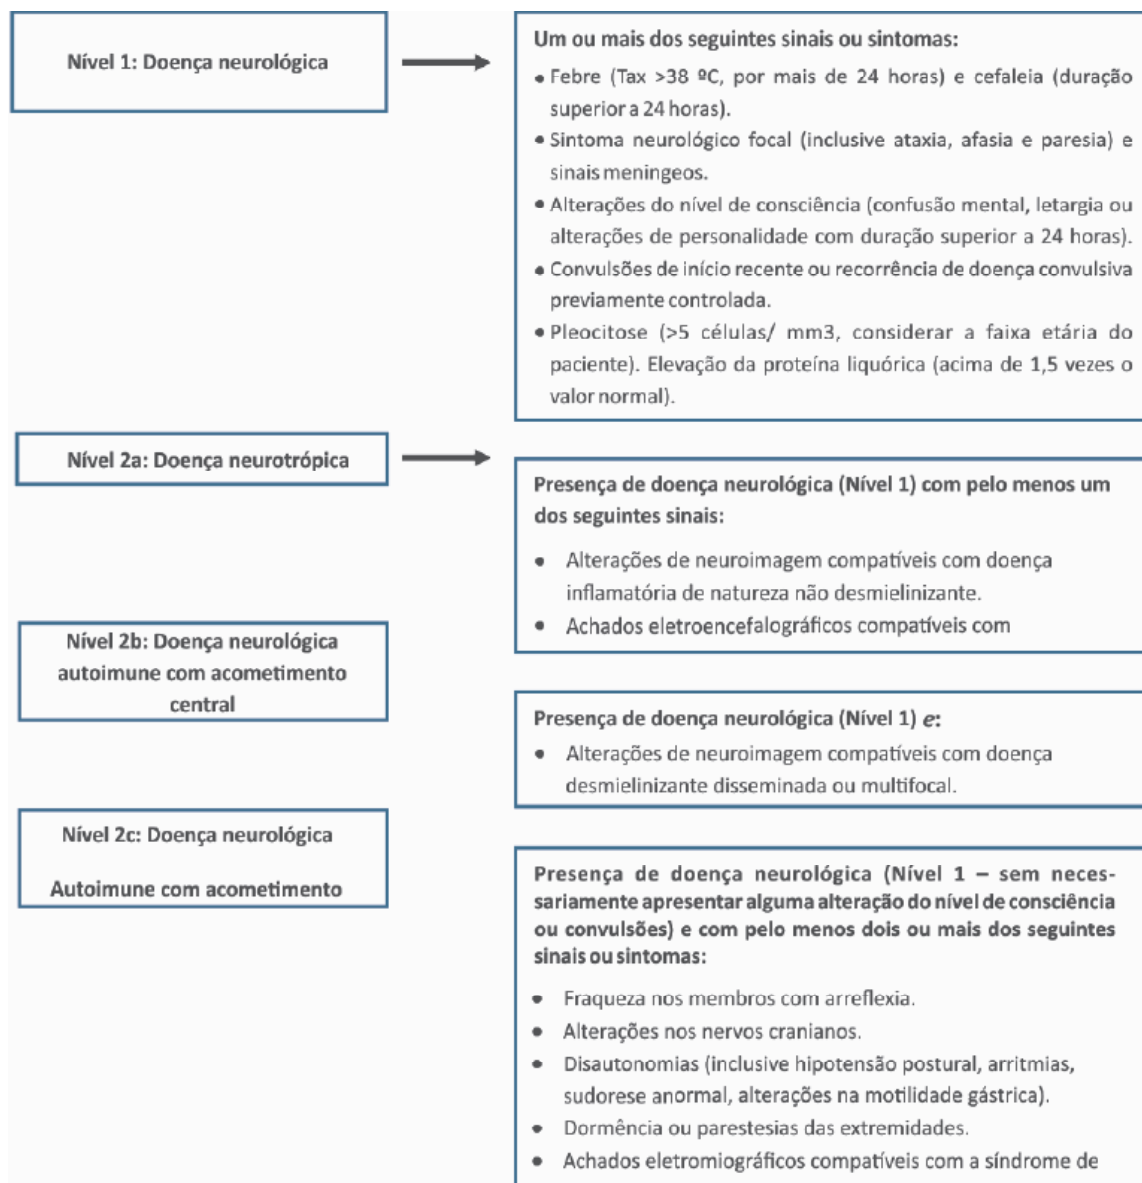 Nível 1: Doença neurológica
Um ou mais dos seguintes sinais ou sintomas:
• Febre (Tax >38 ºC, por mais de 24 horas) e cefaleia (duração
superior a 24 horas).
• Sintoma neurológico focal (inclusive ataxia, afasia e paresia) e
sinais meningeos.
• Alterações do nível de consciência (confusão mental, letargia ou
alterações de personalidade com duração superior a 24 horas).
• Convulsões de início recente ou recorrência de doença convulsiva
previamente controlada.
• Pleocitose (>5 células/ mm3, considerar a faixa etária do
paciente). Elevação da proteína liquórica (acima de 1,5 vezes o
valor normal).
Nível 2a: Doença neurotrópica
Presença de doença neurológica (Nível 1) com pelo menos um
dos seguintes sinais:
• Alterações de neuroimagem compatíveis com doença
inflamatória de natureza não desmielinizante.
• Achados eletroencefalográficos compatíveis com
Nível 2b: Doença neurológica
autoimune com acometimento
central
Presença de doença neurológica (Nível 1) e:
• Alterações de neuroimagem compatíveis com doença
desmielinizante disseminada ou multifocal.
Nível 2c: Doença neurológica
Autoimune com acometimento
Presença de doença neurológica (Nível 1 – sem neces-
sariamente apresentar alguma alteração do nível de consciência
ou convulsões) e com pelo menos dois ou mais dos seguintes
sinais ou sintomas:
• Fraqueza nos membros com arreflexia.
• Alterações nos nervos cranianos.
• Disautonomias (inclusive hipotensão postural, arritmias,
sudorese anormal, alterações na motilidade gástrica).
• Dormência ou parestesias das extremidades.
• Achados eletromiográficos compatíveis com a síndrome de